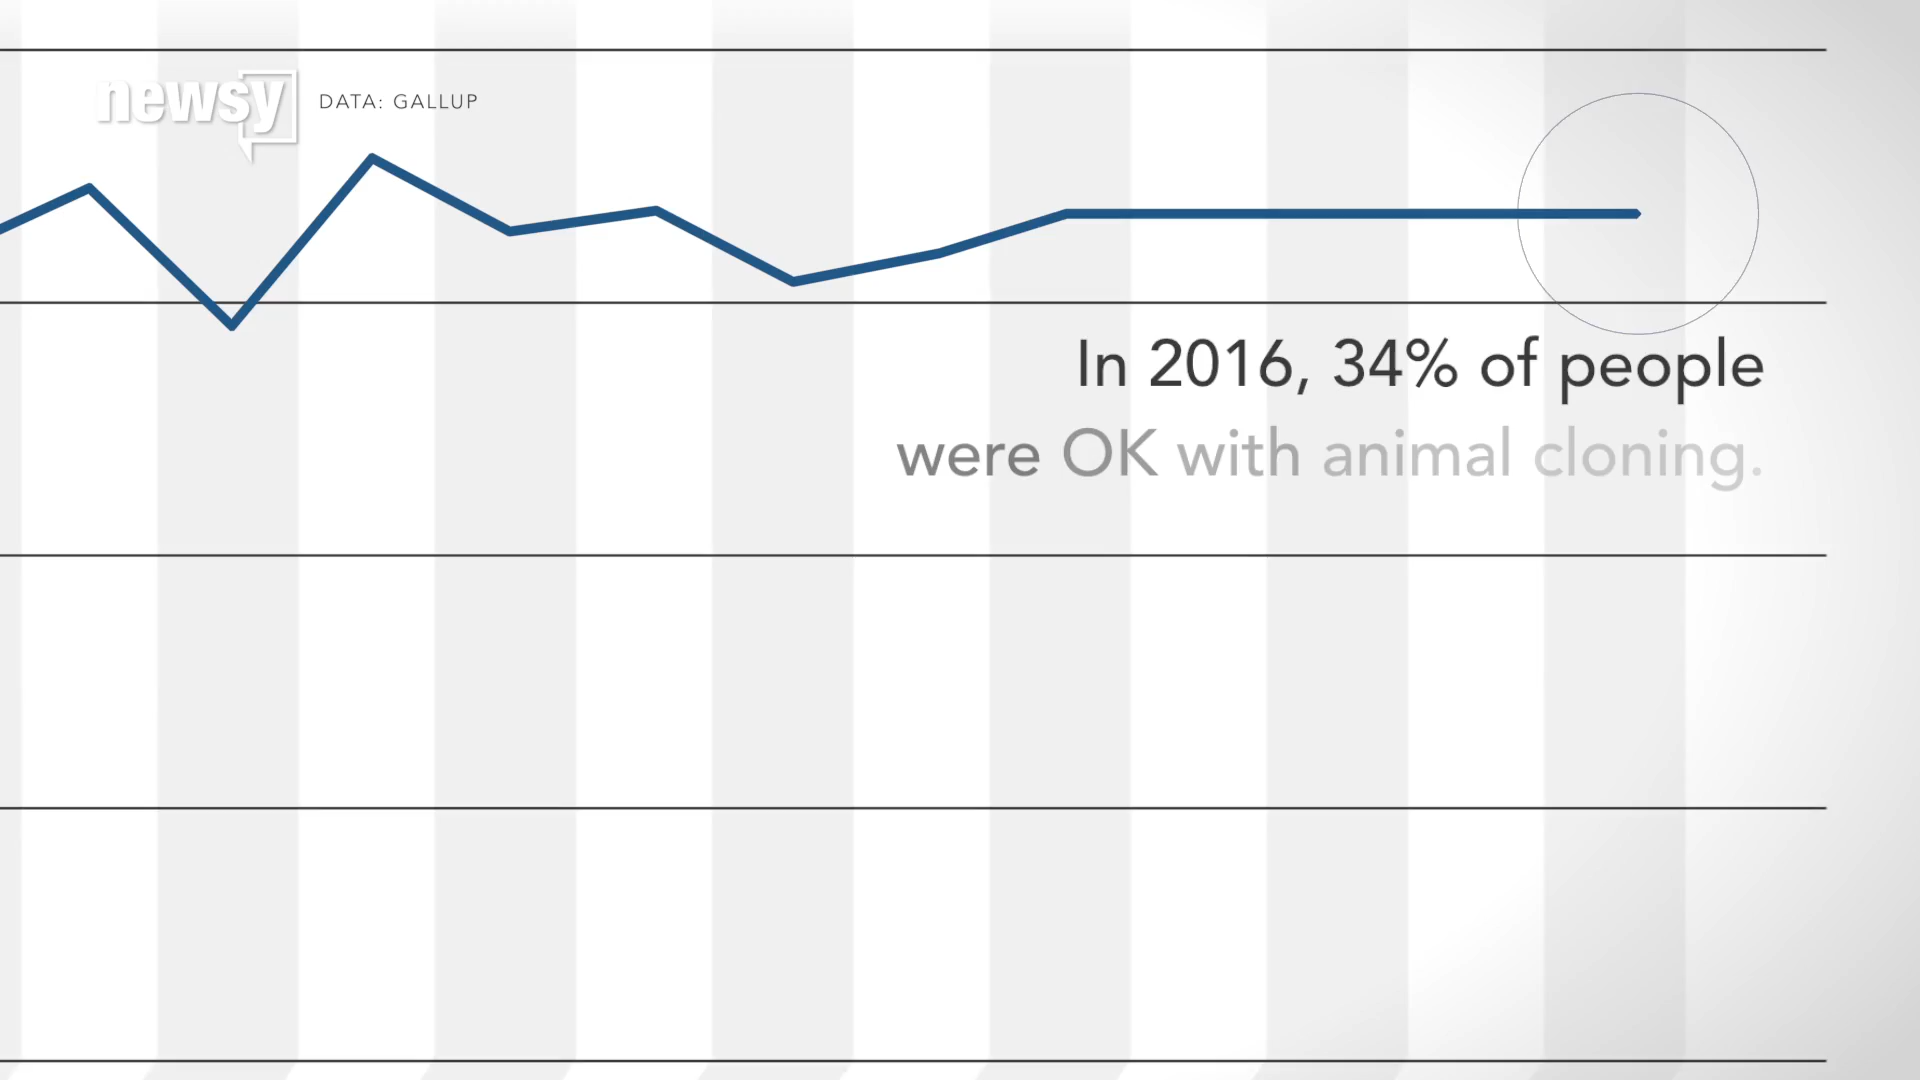 newsy
DATA: GALLUP
In 2016, 34% of people
were OK with animal cloning.